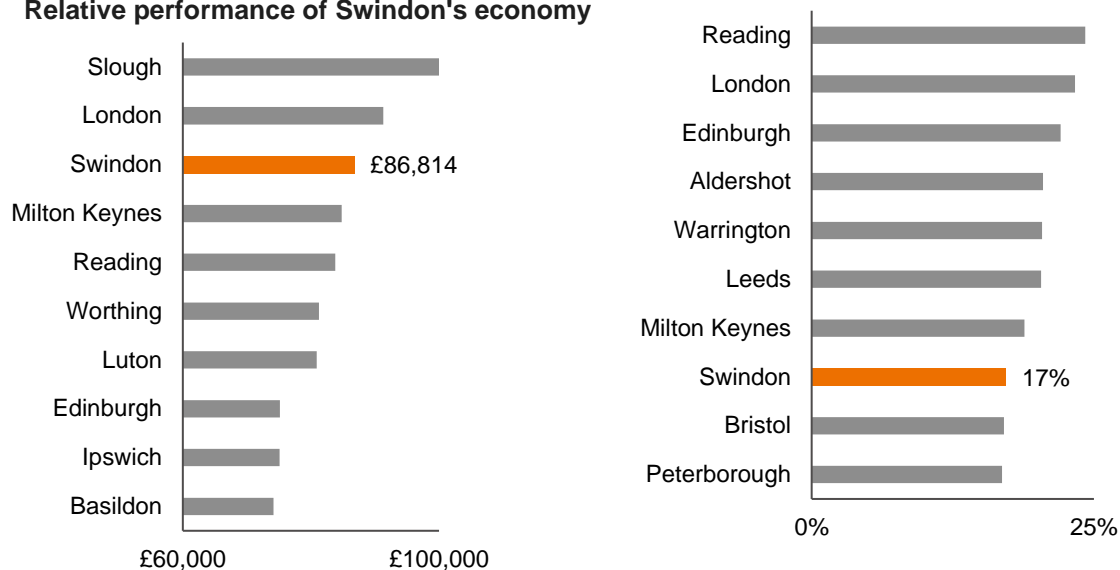 Relative performance of Swindon's economy
Slough
London
Swindon £86,814
Milton Keynes
Reading
Worthing
Luton
Edinburgh
Ipswich
Basildon
£60,000 £100,000
Reading
London
Edinburgh
Aldershot
Warrington
Leeds
Milton Keynes
Swindon 17%
Bristol
Peterborough
0% 25%